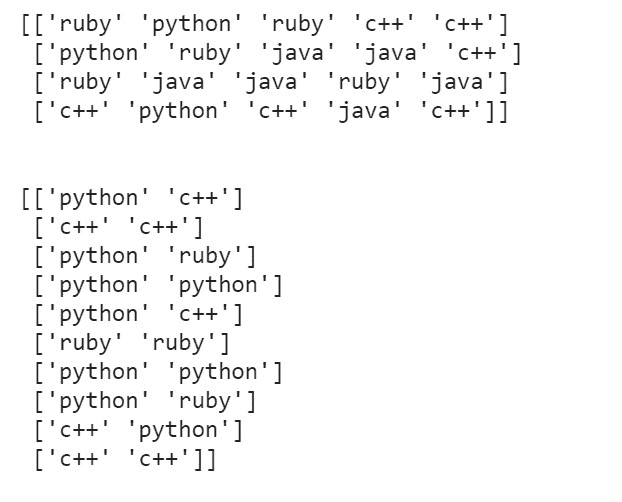 [['ruby' 'python' 'ruby' 'c++' 'c++']
 ['python' 'ruby' 'java' 'java' 'c++']
 ['ruby' 'java' 'java' 'ruby' 'java']
 ['c++' 'python' 'c++' 'java' 'c++']]
[['python' 'c++']
 ['c++' 'c++']
 ['python' 'ruby']
 ['python' 'python']
 ['python' 'c++']
 ['ruby' 'ruby']
 ['python' 'python']
 ['python' 'ruby']
 ['c++' 'python']
 ['c++' 'c++']]